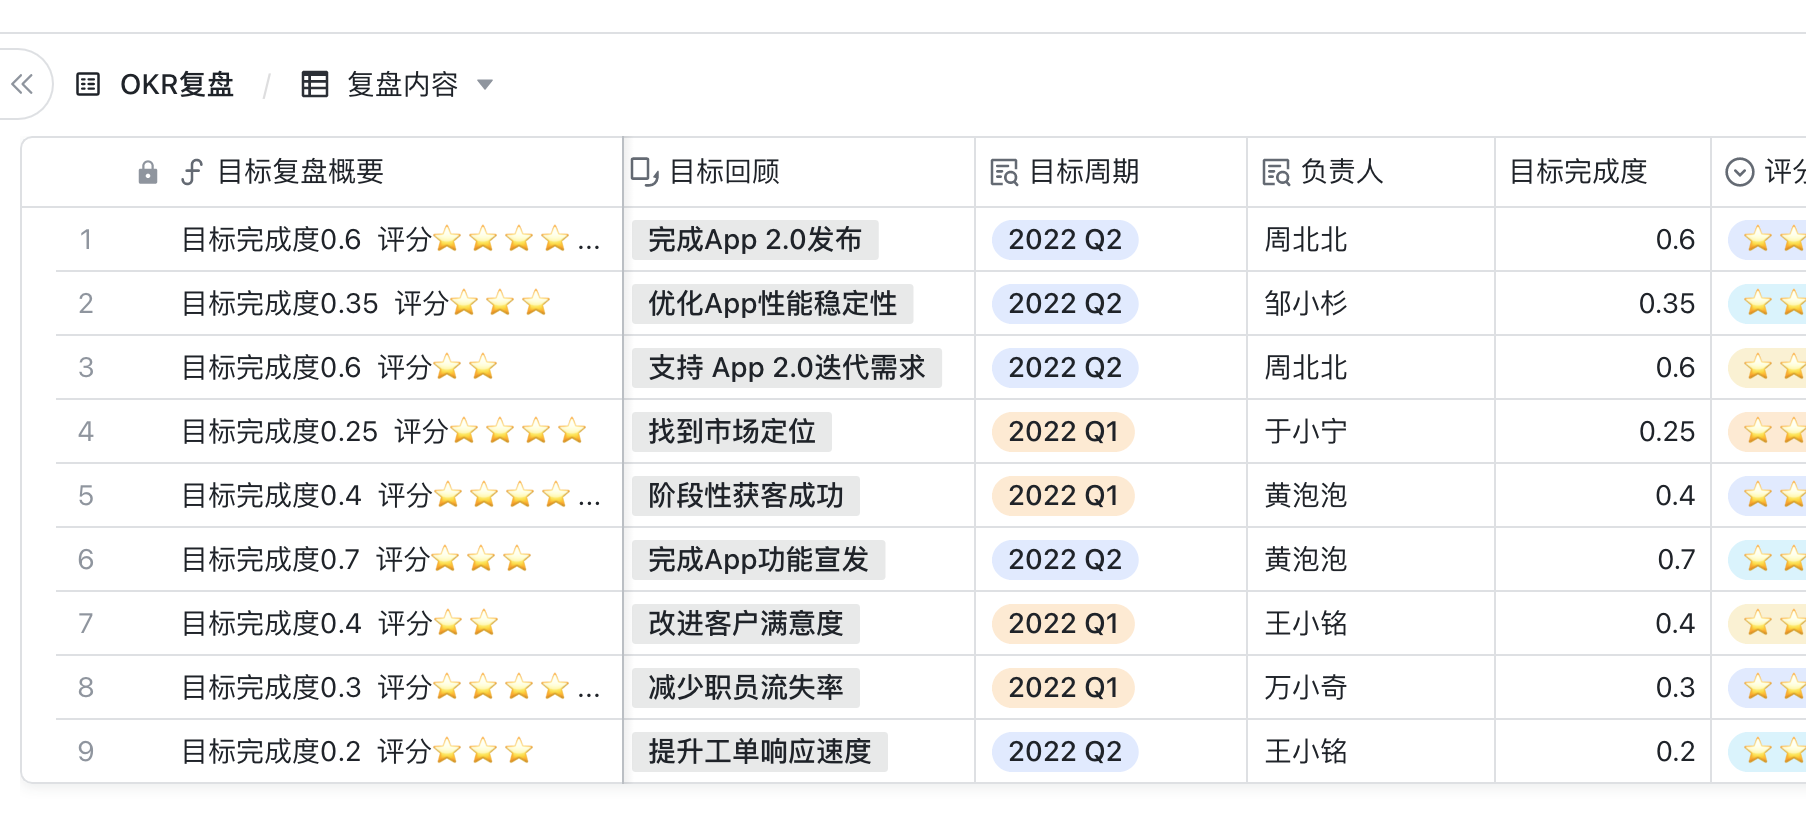 OKR复盘 / 复盘内容
目标复盘概要 目标回顾 目标周期 负责人 目标完成度 评分
1 目标完成度0.6 评分⭐⭐⭐⭐... 完成App 2.0发布 2022 Q2 周北北 0.6 ⭐⭐
2 目标完成度0.35 评分⭐⭐⭐ 优化App性能稳定性 2022 Q2 邹小杉 0.35 ⭐⭐
3 目标完成度0.6 评分⭐⭐ 支持 App 2.0迭代需求 2022 Q2 周北北 0.6 ⭐⭐
4 目标完成度0.25 评分⭐⭐⭐⭐ 找到市场定位 2022 Q1 于小宁 0.25 ⭐⭐
5 目标完成度0.4 评分⭐⭐⭐⭐... 阶段性获客成功 2022 Q1 黄泡泡 0.4 ⭐⭐
6 目标完成度0.7 评分⭐⭐⭐ 完成App功能宣发 2022 Q2 黄泡泡 0.7 ⭐⭐
7 目标完成度0.4 评分⭐⭐ 改进客户满意度 2022 Q1 王小铭 0.4 ⭐⭐
8 目标完成度0.3 评分⭐⭐⭐⭐... 减少职员流失率 2022 Q1 万小奇 0.3 ⭐⭐
9 目标完成度0.2 评分⭐⭐⭐ 提升工单响应速度 2022 Q2 王小铭 0.2 ⭐⭐